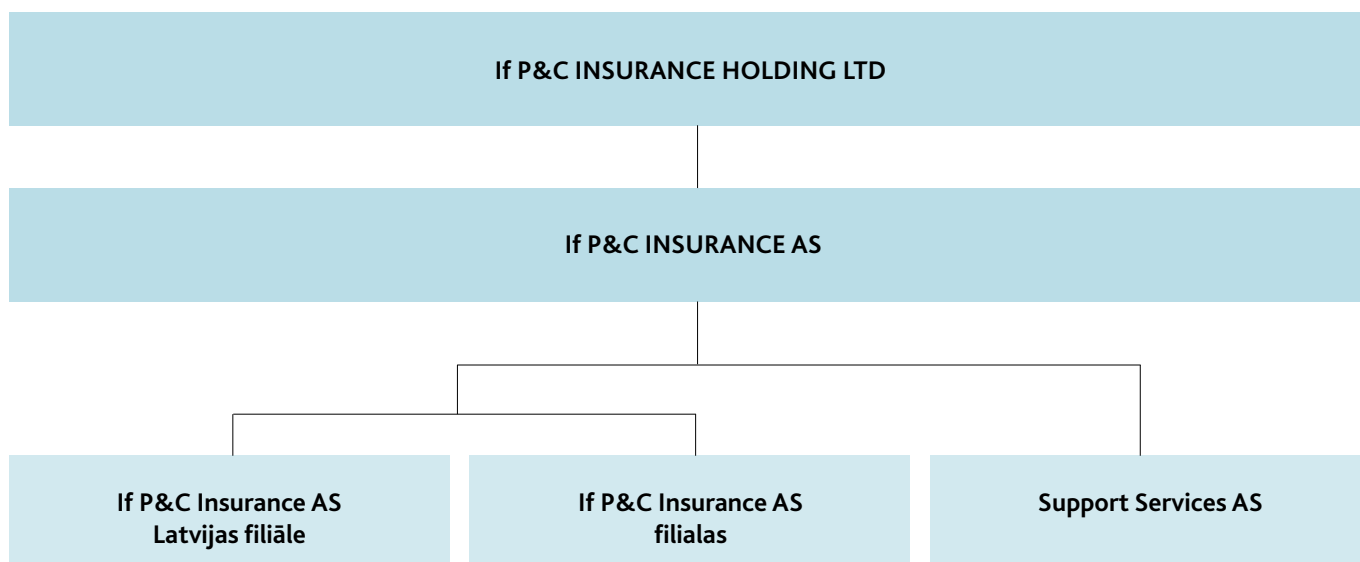 If P&C INSURANCE HOLDING LTD
If P&C INSURANCE AS
If P&C Insurance AS
Latvijas filiāle
If P&C Insurance AS
filialas
Support Services AS